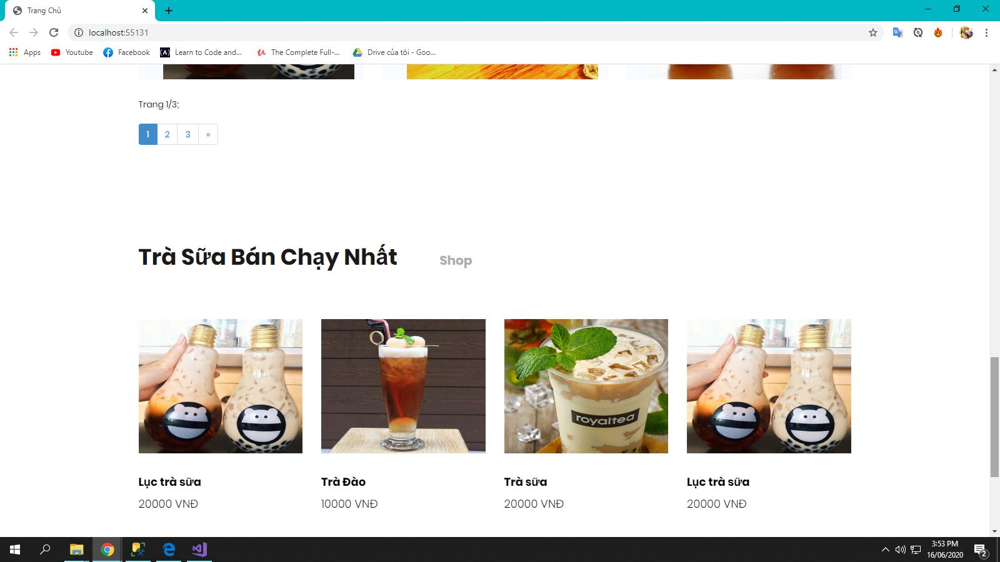 Trang Chủ
localhost:55131
Apps
Youtube
Facebook
Learn to Code and...
The Complete Full-...
Drive của tôi - Goo...
Trang 1/3;
1 2 3 »
Trà Sữa Bán Chạy Nhất
Shop
royaltea
Lục trà sữa
20000 VNĐ
Trà Đào
10000 VNĐ
Trà sữa
20000 VNĐ
Lục trà sữa
20000 VNĐ
3:53 PM
16/06/2020
2